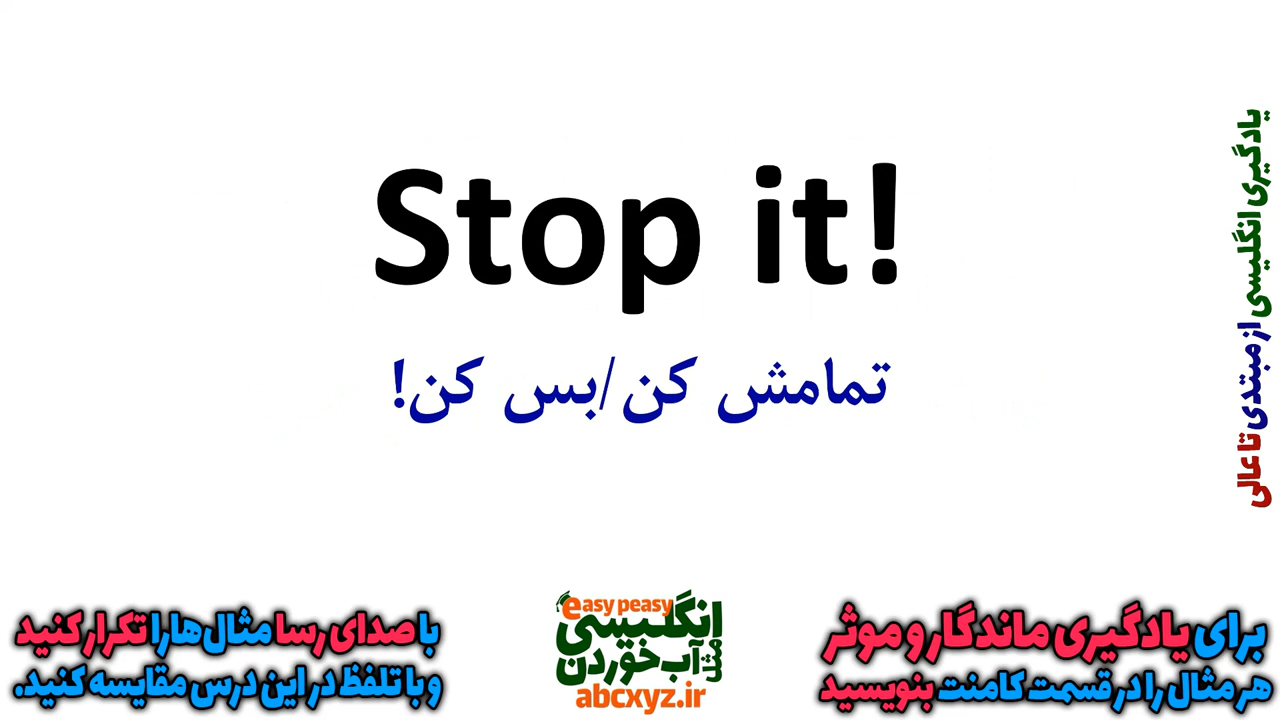 Stop it!
تمامش کن/بس کن!
یادگیری انگلیسی از مبتدی تا عالی
برای یادگیری ماندگار و موثر
هر مثال را در قسمت کامنت بنویسید
easy peasy
انگلیسی
مثل
آب خوردن
abcxyz.ir
با صدای رسا مثال‌ها را تکرار کنید
و با تلفظ در این درس مقایسه کنید.